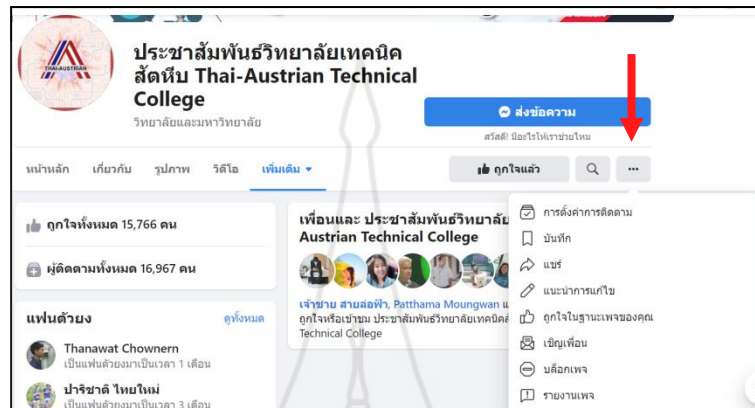 THAI-AUSTRIAN
ประชาสัมพันธ์วิทยาลัยเทคนิค
สัตหีบ Thai-Austrian Technical
College
วิทยาลัยและมหาวิทยาลัย
ส่งข้อความ
สวัสดี! มีอะไรให้เราช่วยไหม
หน้าหลัก เกี่ยวกับ รูปภาพ วิดีโอ เพิ่มเติม
ถูกใจแล้ว
ถูกใจทั้งหมด 15,766 คน
ผู้ติดตามทั้งหมด 16,967 คน
แฟนตัวยง ดูทั้งหมด
Thanawat Chownern
เป็นแฟนตัวยงมาเป็นเวลา 1 เดือน
ปาริชาติ ไทยใหม่
เป็นแฟนตัวยงมาเป็นเวลา 3 เดือน
เพื่อนและ ประชาสัมพันธ์วิทยาลัย
Austrian Technical College
เจ้าชาย สายล่อฟ้า, Patthama Moungwan แ
ถูกใจหรือเข้าชม ประชาสัมพันธ์วิทยาลัยเทคนิคส
Technical College
การตั้งค่าการติดตาม
บันทึก
แชร์
แนะนำการแก้ไข
ถูกใจในฐานะเพจของคุณ
เชิญเพื่อน
บล็อกเพจ
รายงานเพจ